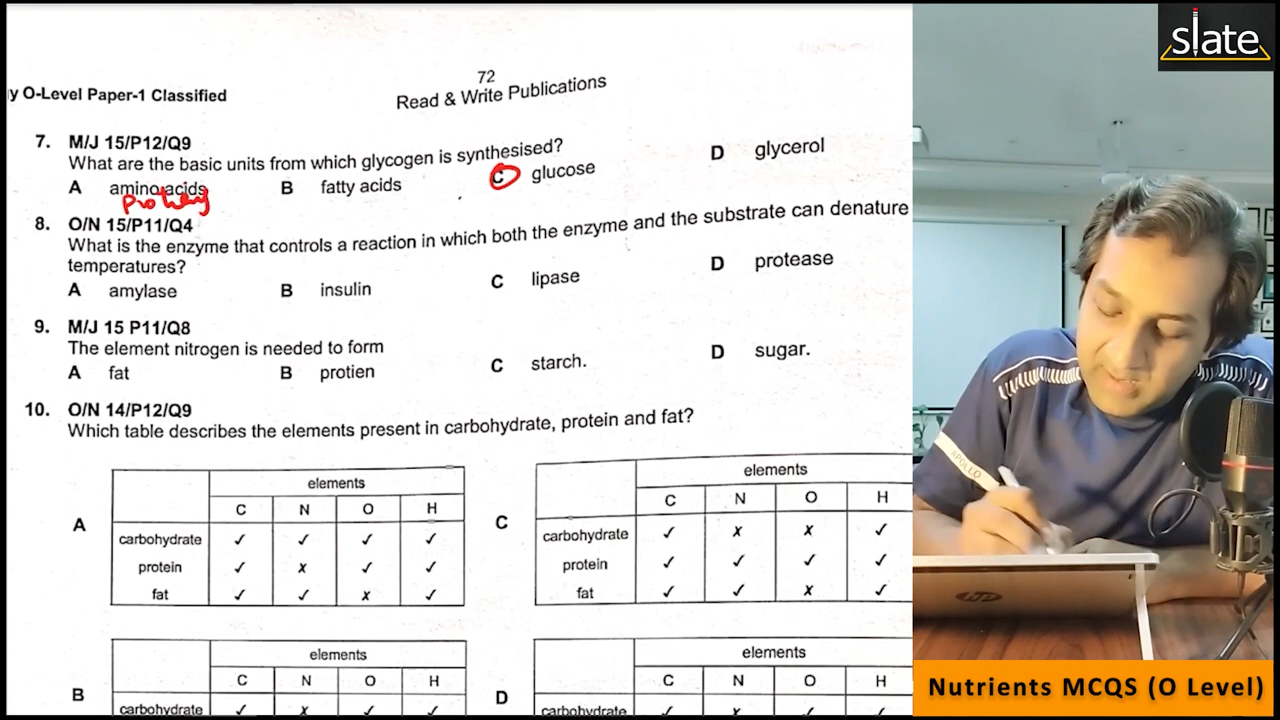 slate
72
y O-Level Paper-1 Classified
Read & Write Publications
7. M/J 15/P12/Q9
What are the basic units from which glycogen is synthesised?
A amino acids B fatty acids C glucose D glycerol
proteins
8. O/N 15/P11/Q4
What is the enzyme that controls a reaction in which both the enzyme and the substrate can denature
temperatures?
A amylase B insulin C lipase D protease
9. M/J 15 P11/Q8
The element nitrogen is needed to form
A fat B protien C starch. D sugar.
10. O/N 14/P12/Q9
Which table describes the elements present in carbohydrate, protein and fat?
A
elements
C N O H
carbohydrate ✓ ✓ ✓ ✓
protein ✓ x ✓ ✓
fat ✓ ✓ x ✓
C
elements
C N O H
carbohydrate ✓ x x ✓
protein ✓ ✓ ✓ ✓
fat ✓ ✓ x ✓
B
elements
C N O H
carbohydrate ✓ x ✓ ✓
D
elements
C N O H
carbohydrate ✓ x ✓ ✓
APOLLO
hp
Nutrients MCQS (O Level)